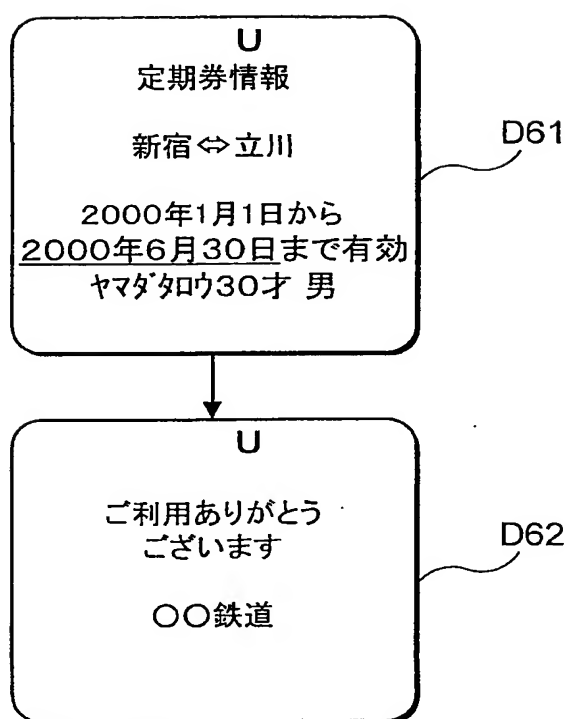 U
定期券情報
新宿⇔立川
2000年1月1日から
2000年6月30日まで有効
ヤマダタロウ30才 男
D61
U
ご利用ありがとう
ございます
○○鉄道
D62